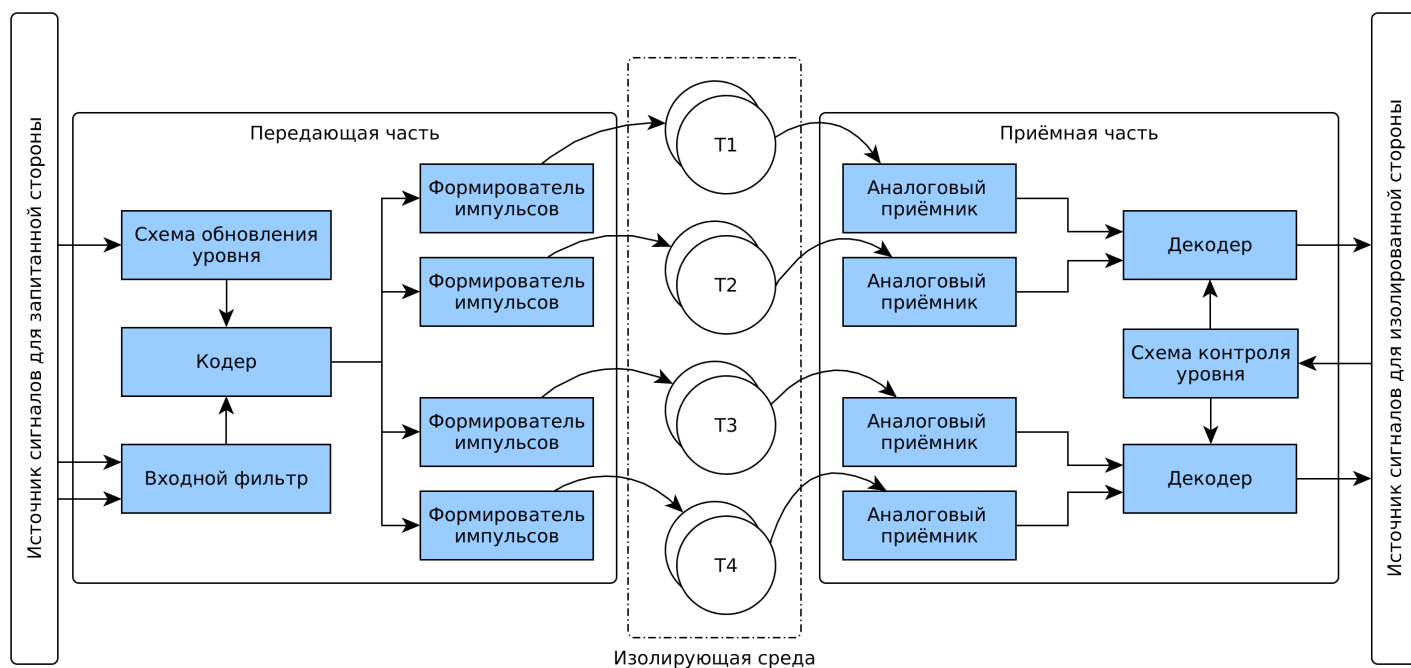 Источник сигналов для запитанной стороны
Передающая часть
Схема обновления
уровня
Кодер
Входной фильтр
Формирователь
импульсов
Формирователь
импульсов
Формирователь
импульсов
Формирователь
импульсов
T1
T2
T3
T4
Изолирующая среда
Приёмная часть
Аналоговый
приёмник
Аналоговый
приёмник
Аналоговый
приёмник
Аналоговый
приёмник
Декодер
Схема контроля
уровня
Декодер
Источник сигналов для изолированной стороны